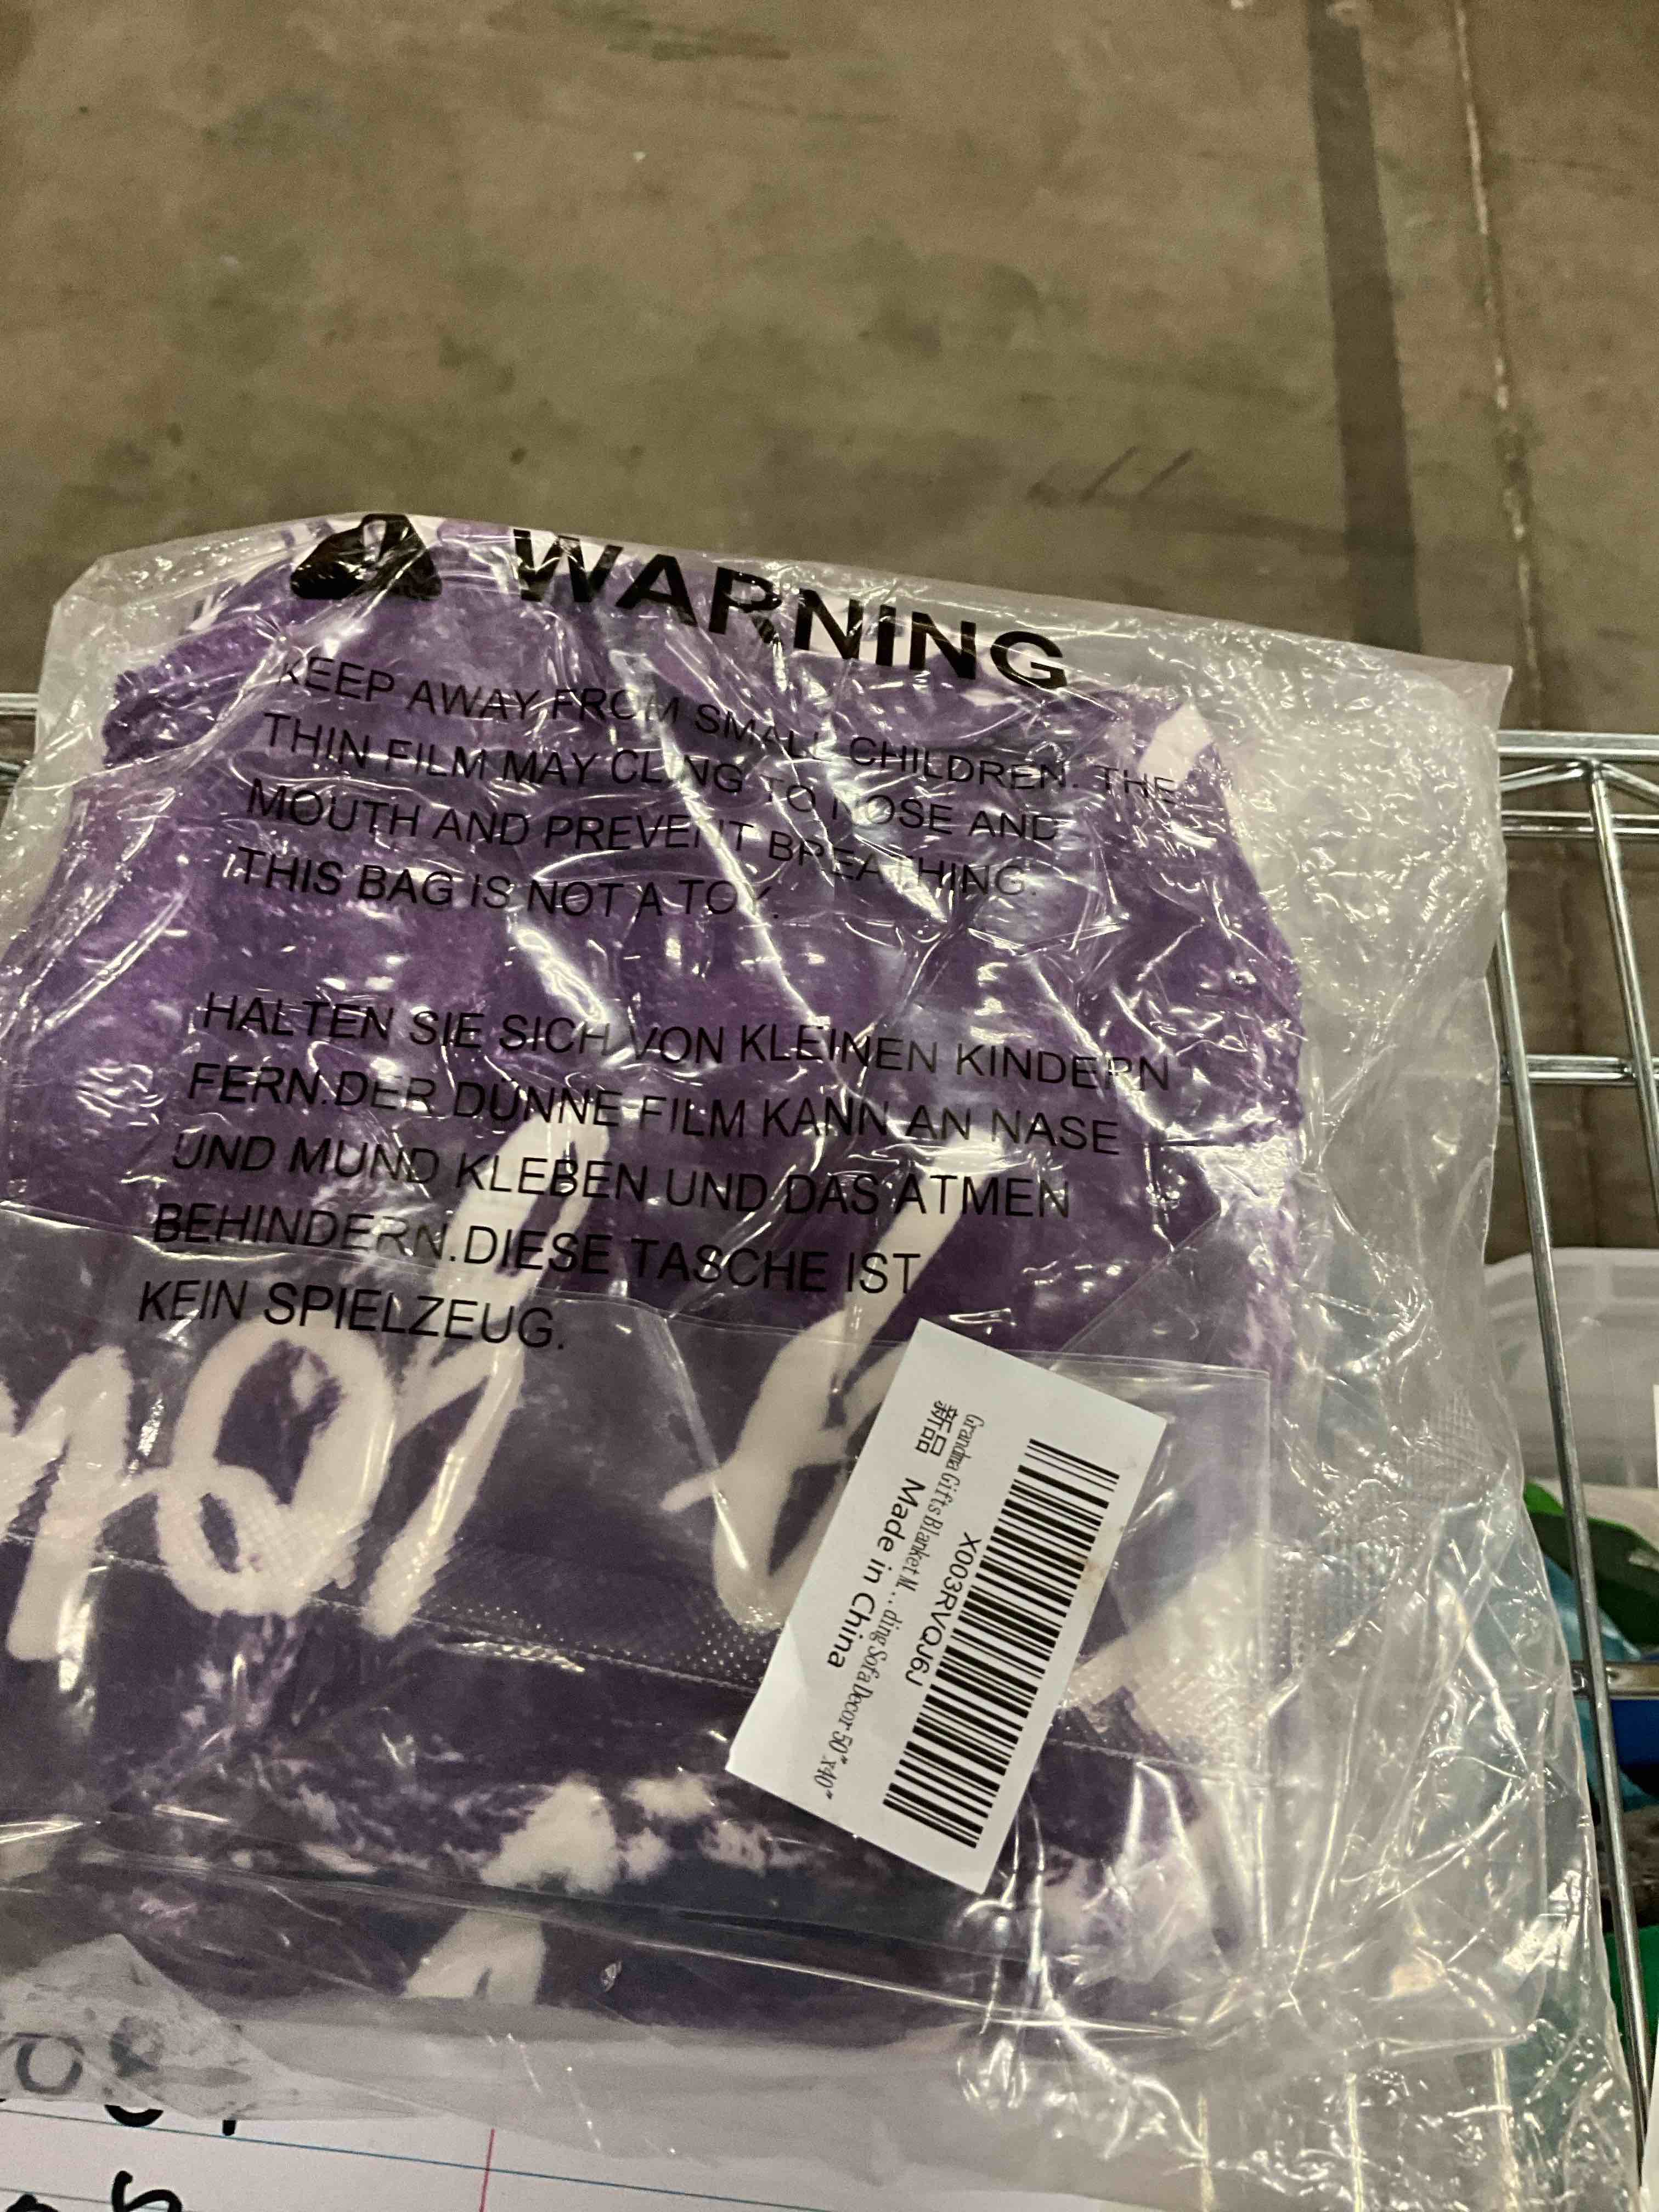 WARNING
KEEP AWAY FROM SMALL CHILDREN. THE
THIN FILM MAY CLING TO NOSE AND
MOUTH AND PREVENT BREATHING.
THIS BAG IS NOT A TOY.
HALTEN SIE SICH VON KLEINEN KINDERN
FERN.DER DÜNNE FILM KANN AN NASE
UND MUND KLEBEN UND DAS ATMEN
BEHINDERN.DIESE TASCHE IST
KEIN SPIELZEUG.
X003RVQJ6J
Grandma Gifts Blanket M...ding Sofa Decor 50"x40"
新品 Made in China